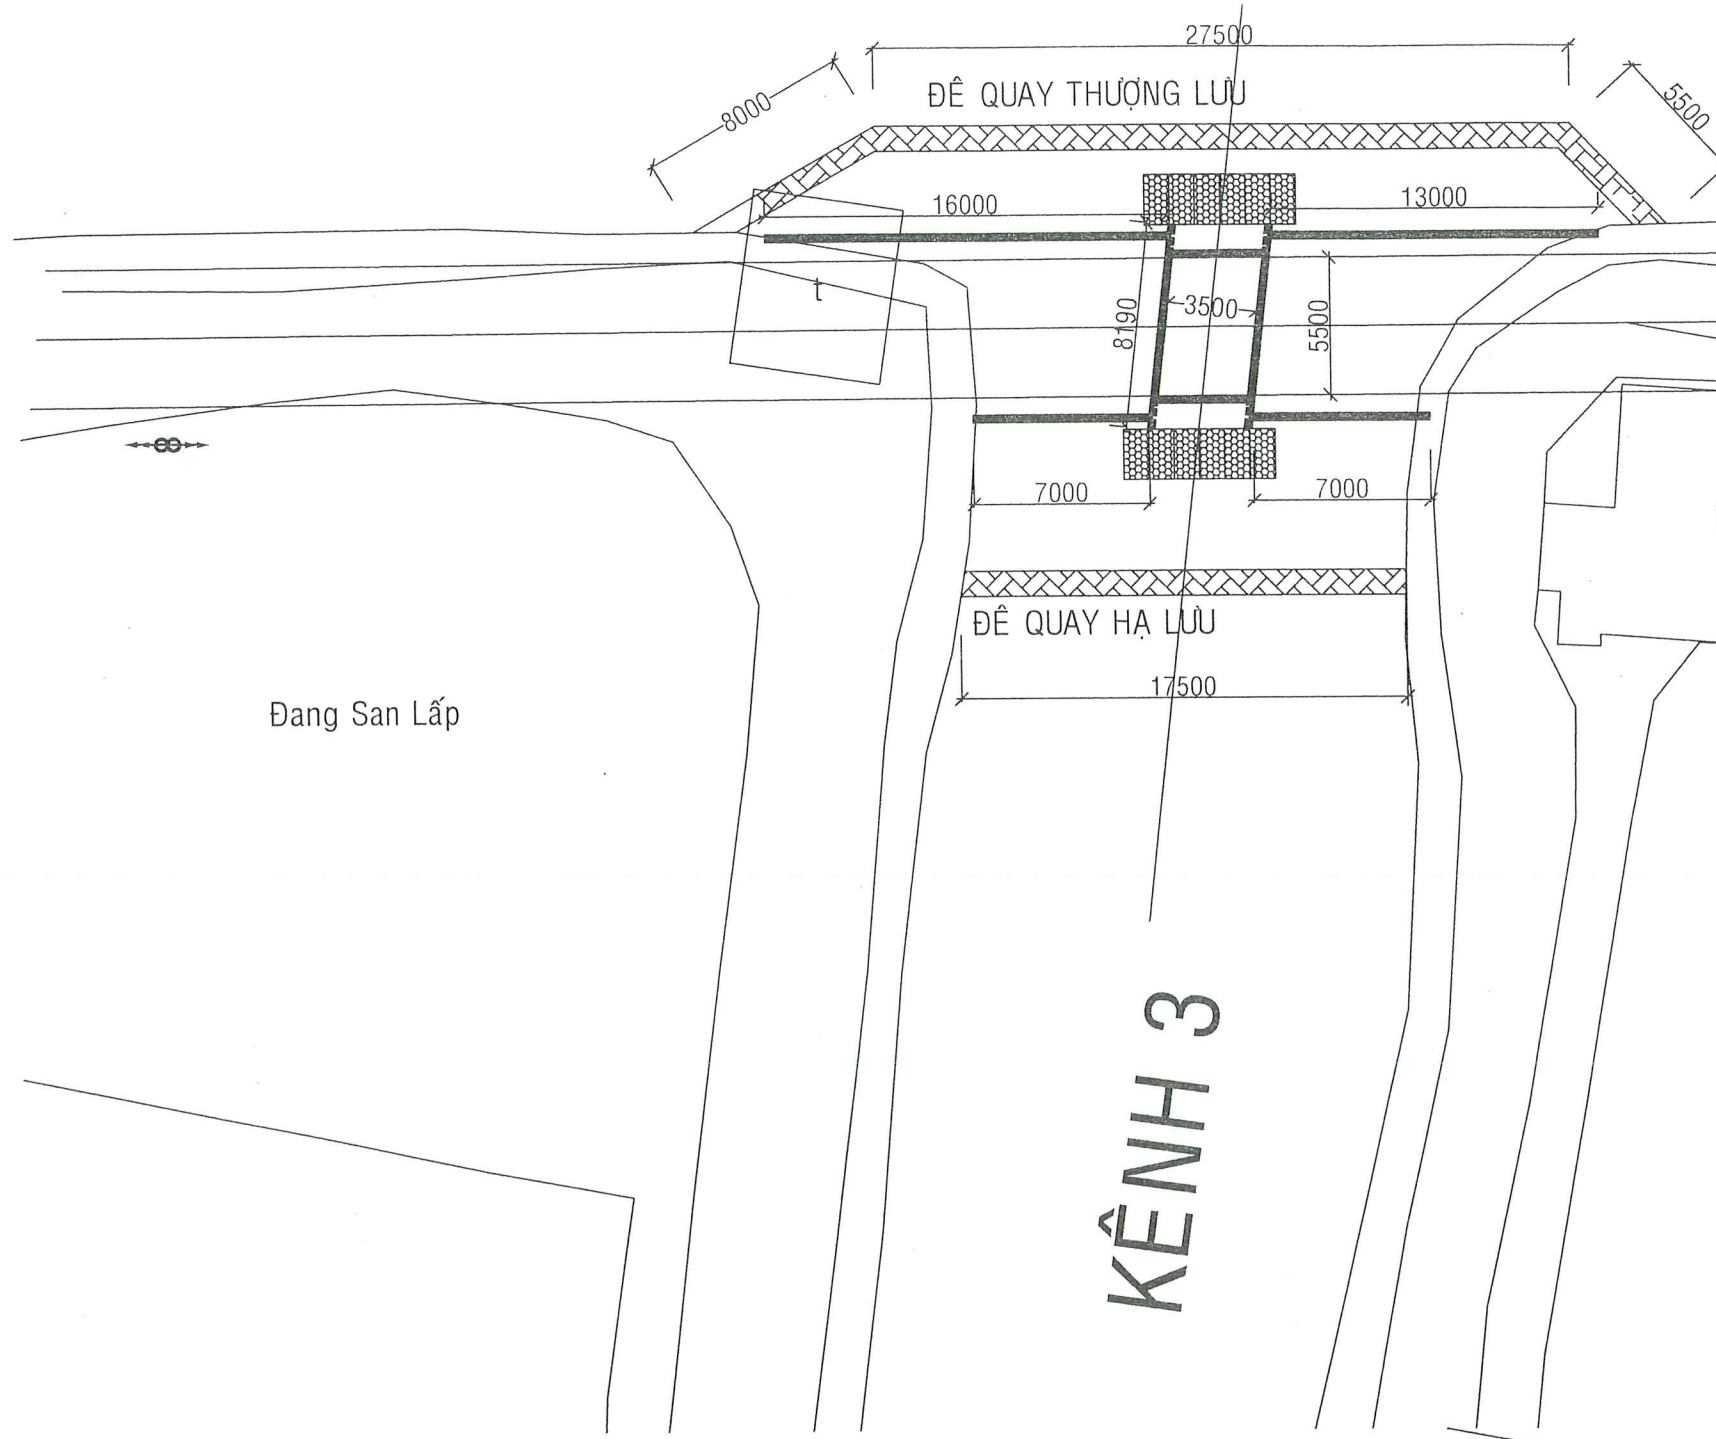 27500
8000
ĐÊ QUAY THƯỢNG LƯU
5500
16000
13000
t
8190
3500
5500
7000
7000
ĐÊ QUAY HẠ LƯU
17500
Đang San Lấp
KÊNH 3